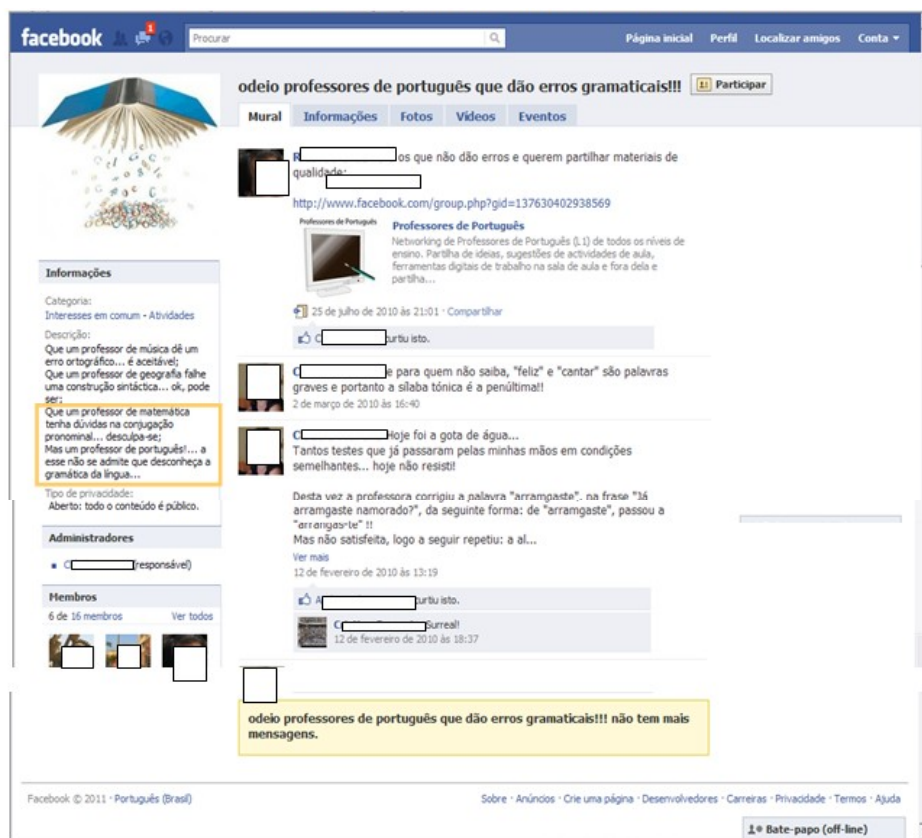 facebook
1
Procurar
Página inicial Perfil Localizar amigos Conta
odeio professores de português que dão erros gramaticais!!!
Participar
Mural Informações Fotos Vídeos Eventos
os que não dão erros e querem partilhar materiais de
qualidade:
http://www.facebook.com/group.php?gid=137630402938569
Professores de Português
Professores de Português
Networking de Professores de Português (L1) de todos os níveis de
ensino. Partilha de ideias, sugestões de actividades de aula,
ferramentas digitais de trabalho na sala de aula e fora dela e
partilha...
25 de julho de 2010 às 21:01 · Compartilhar
C urtiu isto.
C e para quem não saiba, "feliz" e "cantar" são palavras
graves e portanto a sílaba tónica é a penúltima!!
2 de março de 2010 às 16:40
C Hoje foi a gota de água...
Tantos testes que já passaram pelas minhas mãos em condições
semelhantes... hoje não resisti!
Desta vez a professora corrigiu a palavra "arramgaste", na frase "Já
arramgaste namorado?", da seguinte forma: de "arramgaste", passou a
"arrangas-te" !!
Mas não satisfeita, logo a seguir repetiu: a al...
Ver mais
12 de fevereiro de 2010 às 13:19
A curtiu isto.
Surreal!
12 de fevereiro de 2010 às 18:37
odeio professores de português que dão erros gramaticais!!! não tem mais
mensagens.
Informações
Categoria:
Interesses em comum - Atividades
Descrição:
Que um professor de música dê um
erro ortográfico... é aceitável;
Que um professor de geografia falhe
uma construção sintáctica... ok, pode
ser;
Que um professor de matemática
tenha dúvidas na conjugação
pronominal... desculpa-se;
Mas um professor de português!... a
esse não se admite que desconheça a
gramática da língua...
Tipo de privacidade:
Aberto: todo o conteúdo é público.
Administradores
C (responsável)
Membros
6 de 16 membros Ver todos
Facebook © 2011 · Português (Brasil)
Sobre · Anúncios · Crie uma página · Desenvolvedores · Carreiras · Privacidade · Termos · Ajuda
Bate-papo (off-line)